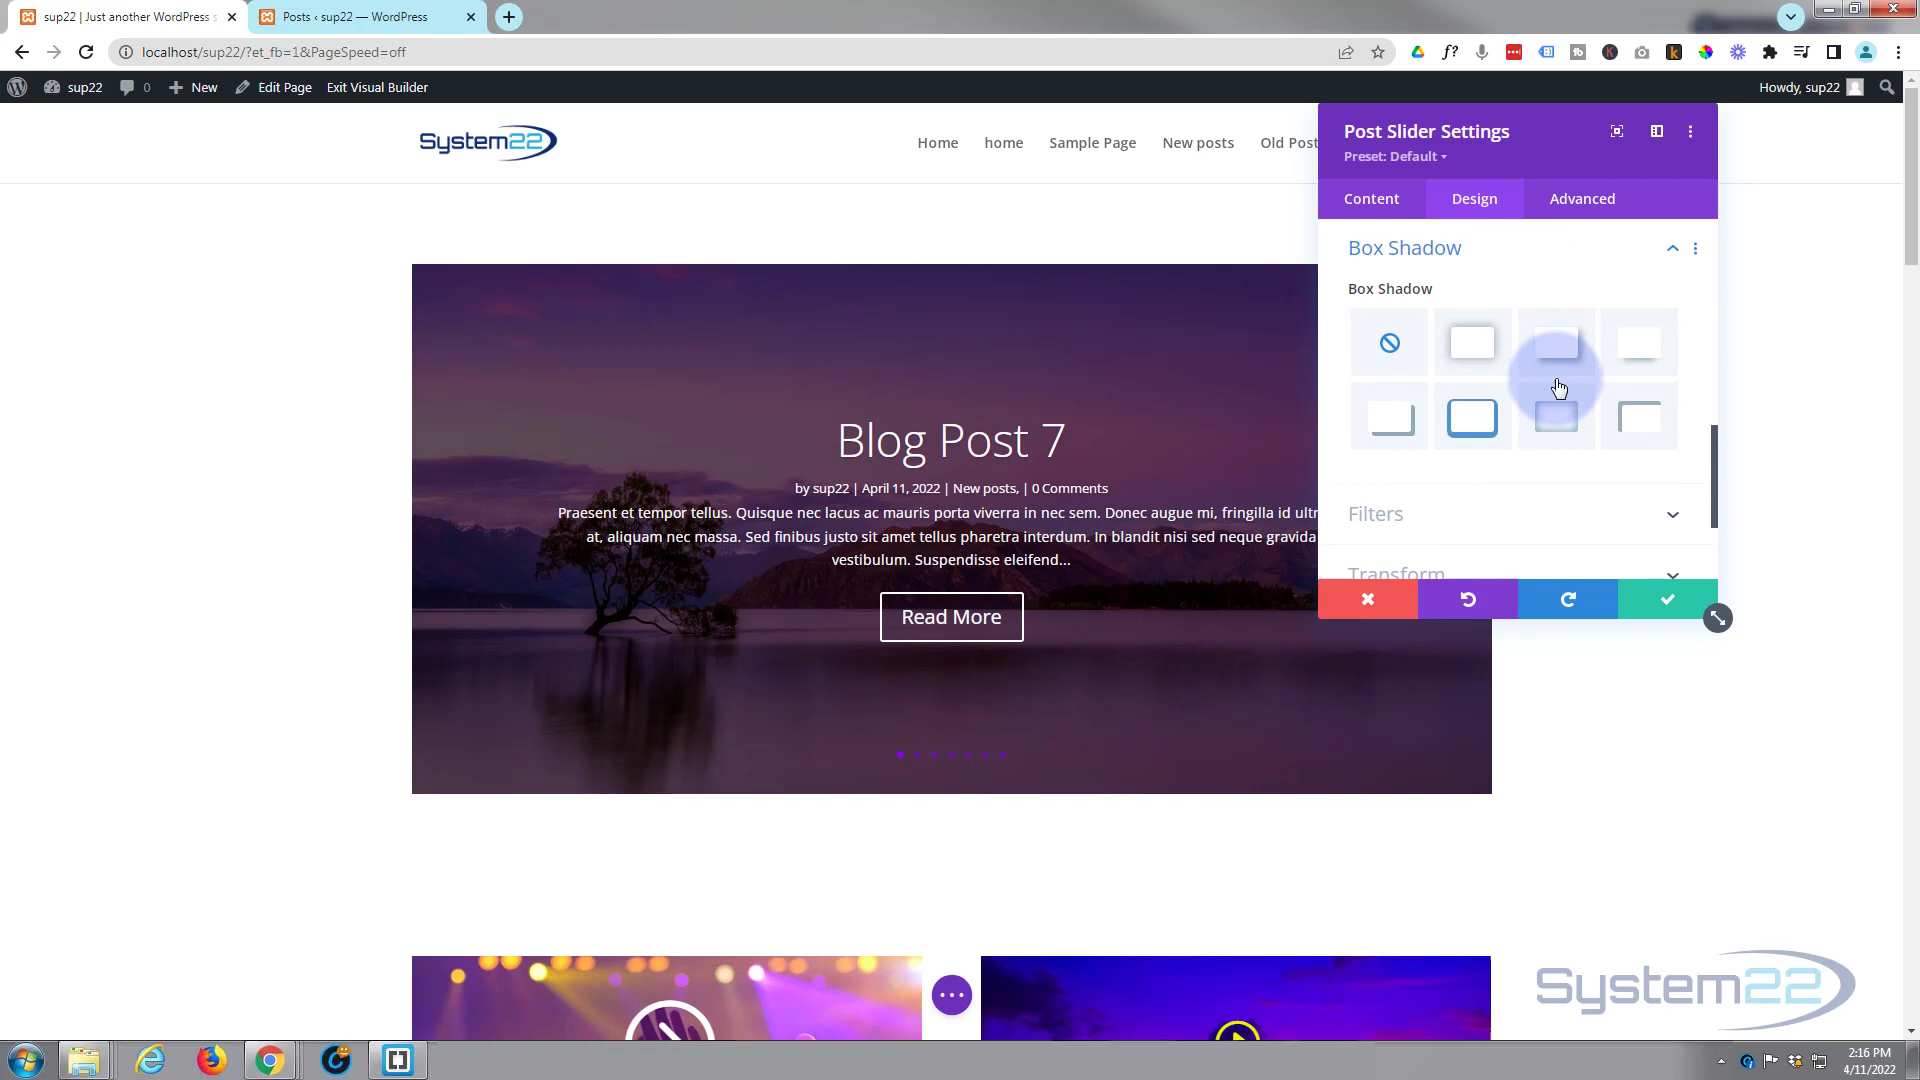 sup22 | Just another WordPress s
Posts ‹ sup22 — WordPress
localhost/sup22/?et_fb=1&PageSpeed=off
sup22
0
New
Edit Page
Exit Visual Builder
Howdy, sup22
System22
Home
home
Sample Page
New posts
Old Post
Post Slider Settings
Preset: Default
Content
Design
Advanced
Box Shadow
Box Shadow
Filters
Transform
Blog Post 7
by sup22 | April 11, 2022 | New posts, | 0 Comments
Praesent et tempor tellus. Quisque nec lacus ac mauris porta viverra in nec sem. Donec augue mi, fringilla id ultr
at, aliquam nec massa. Sed finibus justo sit amet tellus pharetra interdum. In blandit nisi sed neque gravida
vestibulum. Suspendisse eleifend...
Read More
System22
2:16 PM
4/11/2022